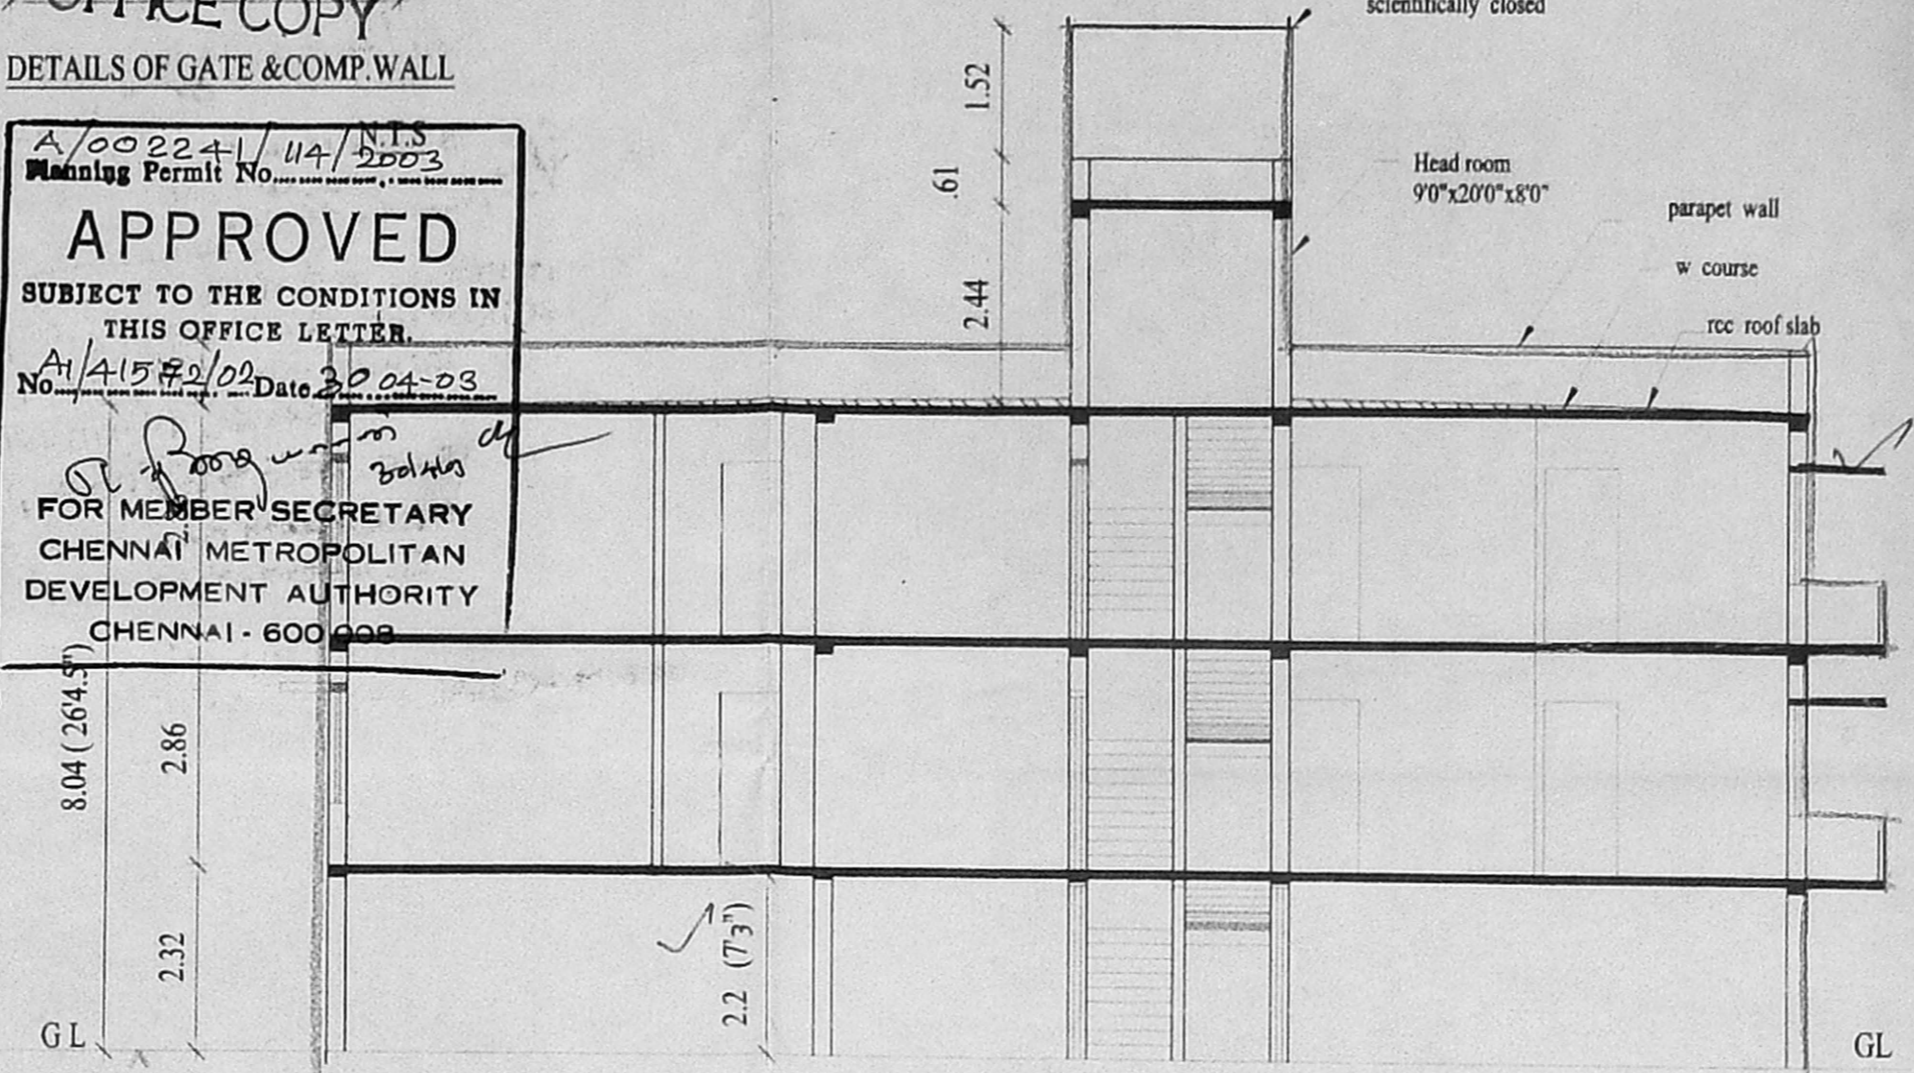 OFFICE COPY
DETAILS OF GATE &COMP.WALL
N.T.S
A/002241/114/2003
Planning Permit No
APPROVED
SUBJECT TO THE CONDITIONS IN
THIS OFFICE LETTER.
No. Date 30 04-03
FOR MEMBER SECRETARY
CHENNAI METROPOLITAN
DEVELOPMENT AUTHORITY
CHENNAI - 600 008
scientifically closed
1.52
.61
2.44
Head room
9'0"x20'0"x8'0"
parapet wall
w course
rcc roof slab
8.04 ( 26'4.5")
2.86
2.32
2.2 (7'3")
GL
GL